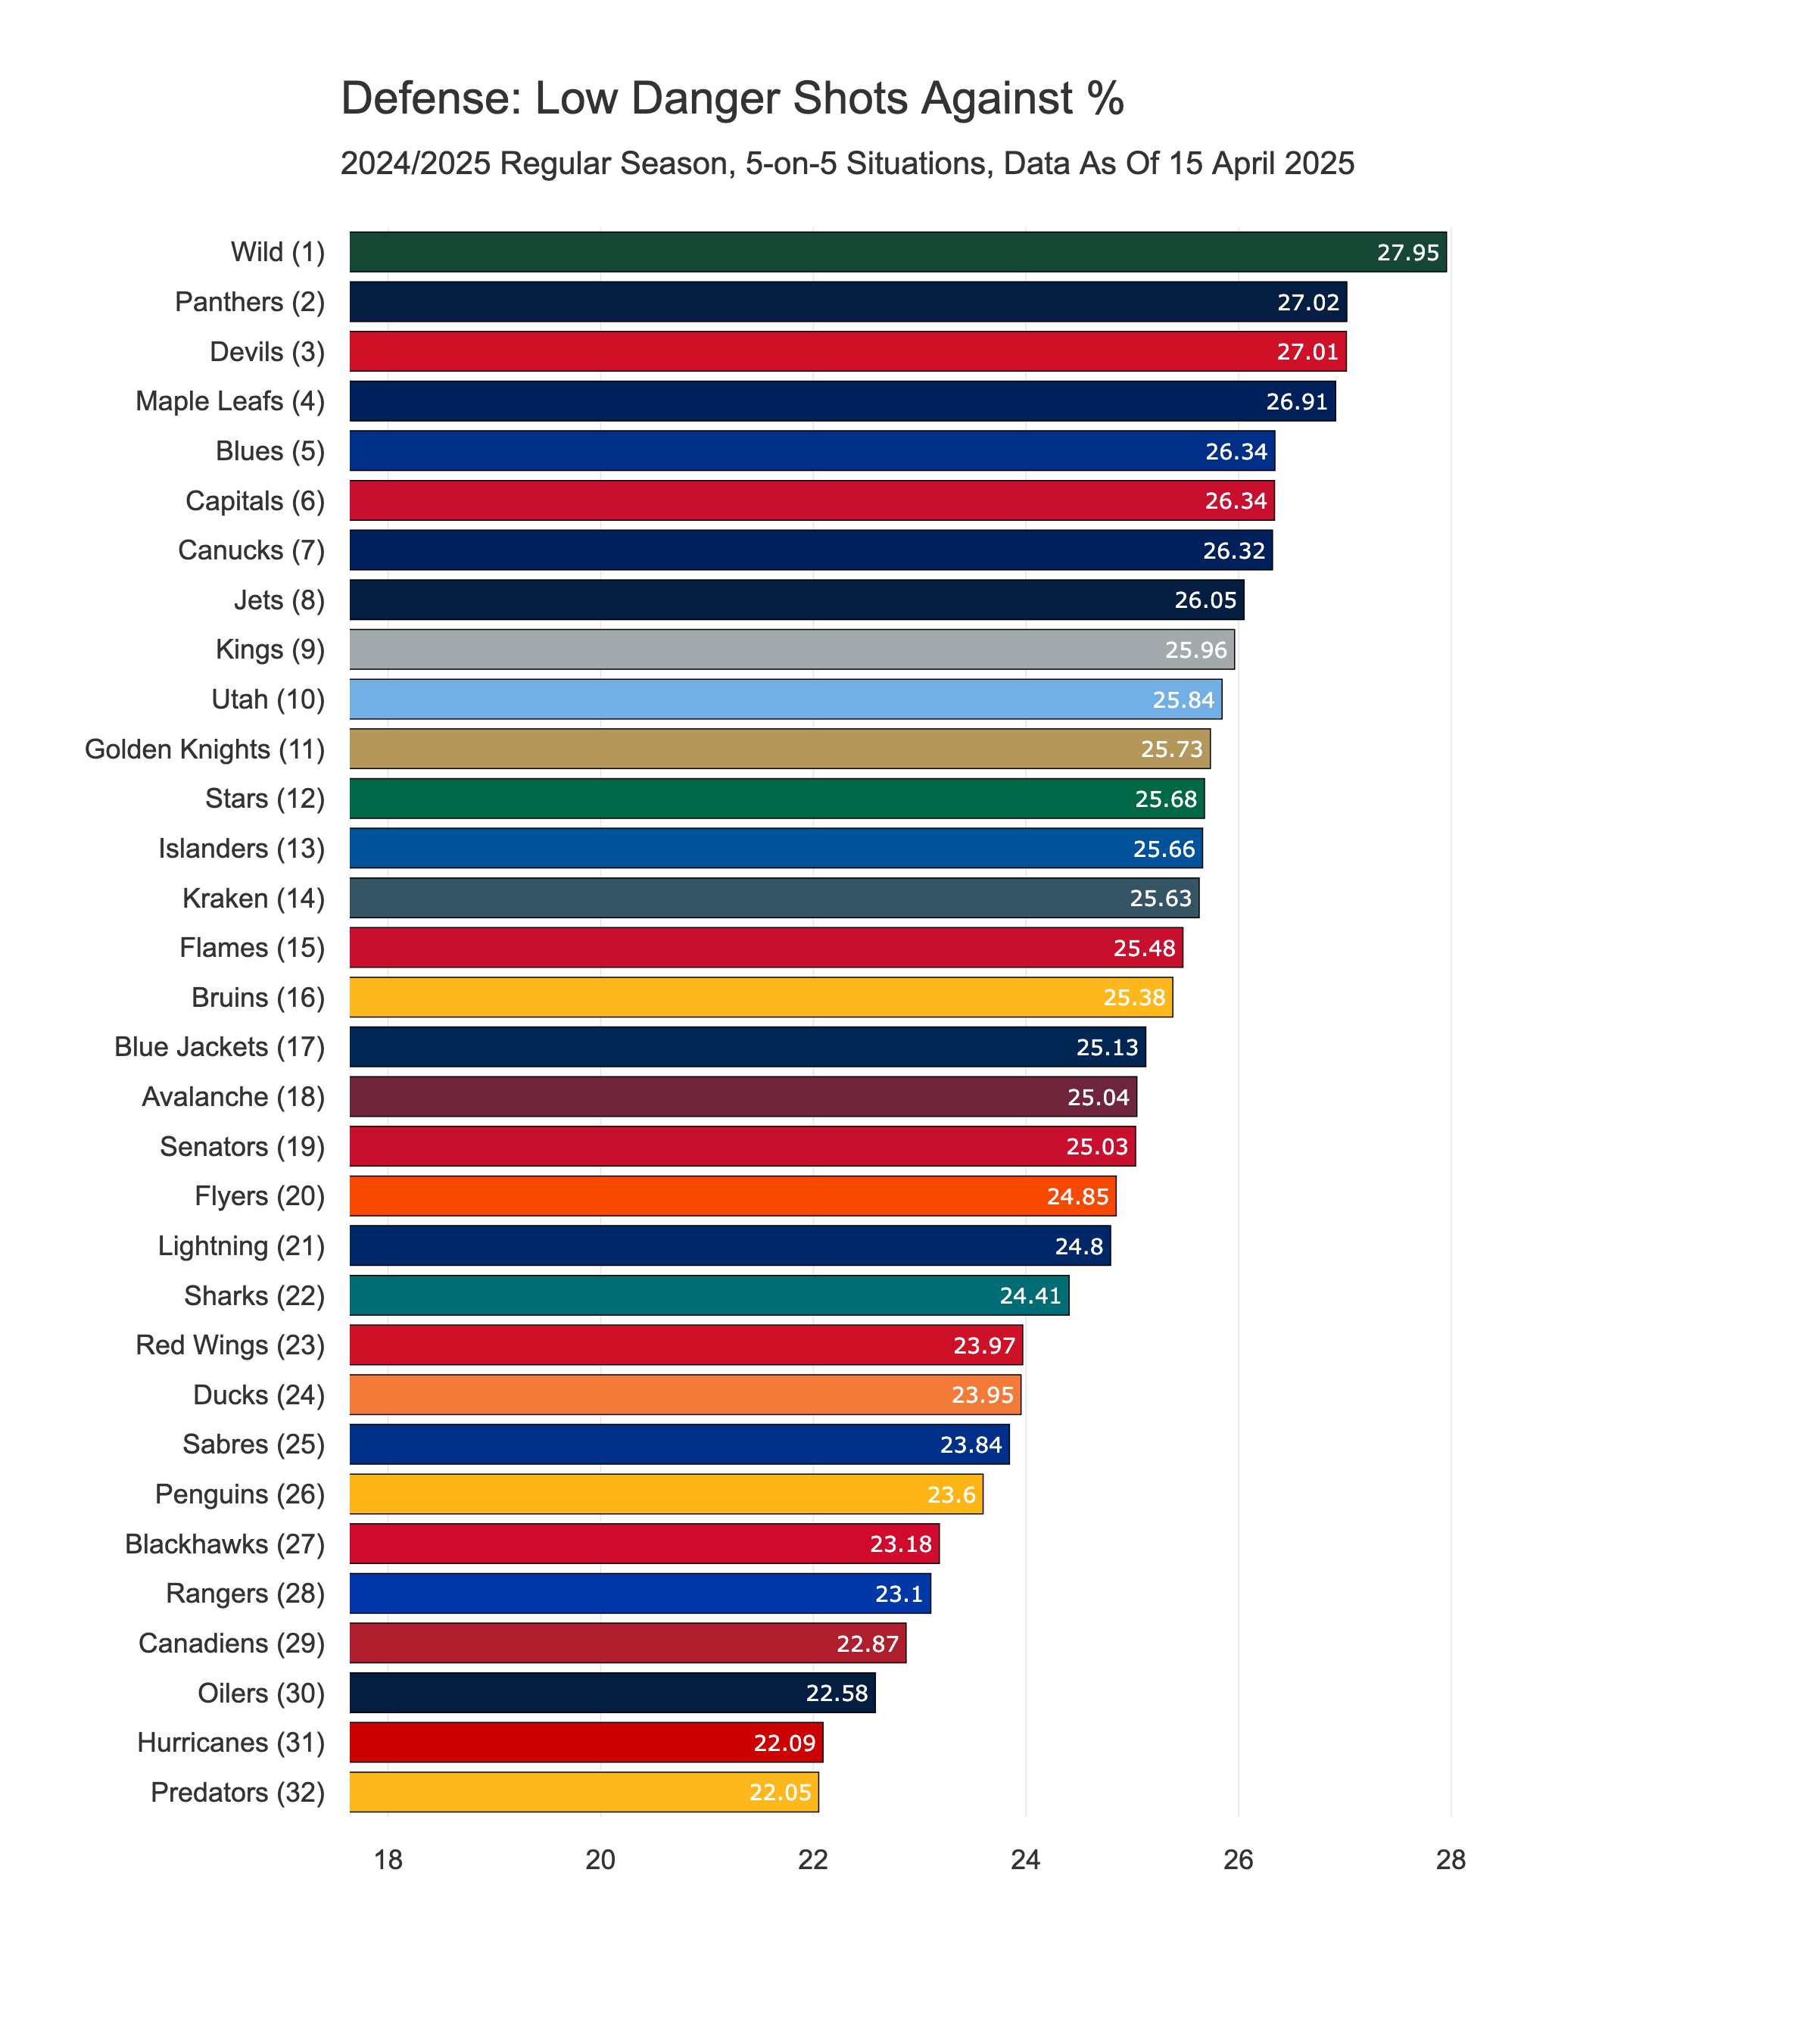 Defense: Low Danger Shots Against %
2024/2025 Regular Season, 5-on-5 Situations, Data As Of 15 April 2025
Wild (1) 27.95
Panthers (2) 27.02
Devils (3) 27.01
Maple Leafs (4) 26.91
Blues (5) 26.34
Capitals (6) 26.34
Canucks (7) 26.32
Jets (8) 26.05
Kings (9) 25.96
Utah (10) 25.84
Golden Knights (11) 25.73
Stars (12) 25.68
Islanders (13) 25.66
Kraken (14) 25.63
Flames (15) 25.48
Bruins (16) 25.38
Blue Jackets (17) 25.13
Avalanche (18) 25.04
Senators (19) 25.03
Flyers (20) 24.85
Lightning (21) 24.8
Sharks (22) 24.41
Red Wings (23) 23.97
Ducks (24) 23.95
Sabres (25) 23.84
Penguins (26) 23.6
Blackhawks (27) 23.18
Rangers (28) 23.1
Canadiens (29) 22.87
Oilers (30) 22.58
Hurricanes (31) 22.09
Predators (32) 22.05
18 20 22 24 26 28